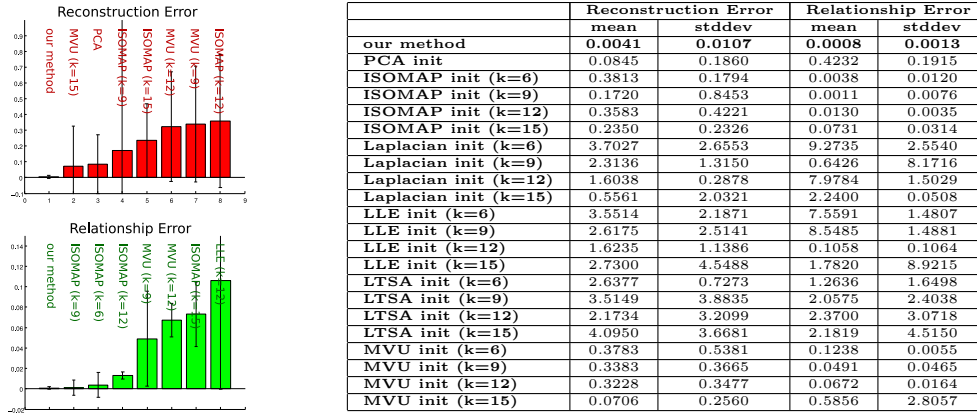 Reconstruction Error
0.9
0.8
0.7
0.6
0.5
0.4
0.3
0.2
0.1
0
−0.1
our method
MVU (k=15)
PCA
ISOMAP (k=9)
ISOMAP (k=15)
MVU (k=12)
MVU (k=9)
ISOMAP (k=12)
0 1 2 3 4 5 6 7 8 9
Relationship Error
0.14
0.12
0.1
0.08
0.06
0.04
0.02
0
−0.02
our method
ISOMAP (k=9)
ISOMAP (k=6)
ISOMAP (k=12)
MVU (k=9)
MVU (k=12)
ISOMAP (k=15)
LLE (k=12)
1 2 3 4 5 6 7 8
Reconstruction Error Relationship Error
mean stddev mean stddev
our method 0.0041 0.0107 0.0008 0.0013
PCA init 0.0845 0.1860 0.4232 0.1915
ISOMAP init (k=6) 0.3813 0.1794 0.0038 0.0120
ISOMAP init (k=9) 0.1720 0.8453 0.0011 0.0076
ISOMAP init (k=12) 0.3583 0.4221 0.0130 0.0035
ISOMAP init (k=15) 0.2350 0.2326 0.0731 0.0314
Laplacian init (k=6) 3.7027 2.6553 9.2735 2.5540
Laplacian init (k=9) 2.3136 1.3150 0.6426 8.1716
Laplacian init (k=12) 1.6038 0.2878 7.9784 1.5029
Laplacian init (k=15) 0.5561 2.0321 2.2400 0.0508
LLE init (k=6) 3.5514 2.1871 7.5591 1.4807
LLE init (k=9) 2.6175 2.5141 8.5485 1.4881
LLE init (k=12) 1.6235 1.1386 0.1058 0.1064
LLE init (k=15) 2.7300 4.5488 1.7820 8.9215
LTSA init (k=6) 2.6377 0.7273 1.2636 1.6498
LTSA init (k=9) 3.5149 3.8835 2.0575 2.4038
LTSA init (k=12) 2.1734 3.2099 2.3700 3.0718
LTSA init (k=15) 4.0950 3.6681 2.1819 4.5150
MVU init (k=6) 0.3783 0.5381 0.1238 0.0055
MVU init (k=9) 0.3383 0.3665 0.0491 0.0465
MVU init (k=12) 0.3228 0.3477 0.0672 0.0164
MVU init (k=15) 0.0706 0.2560 0.5856 2.8057